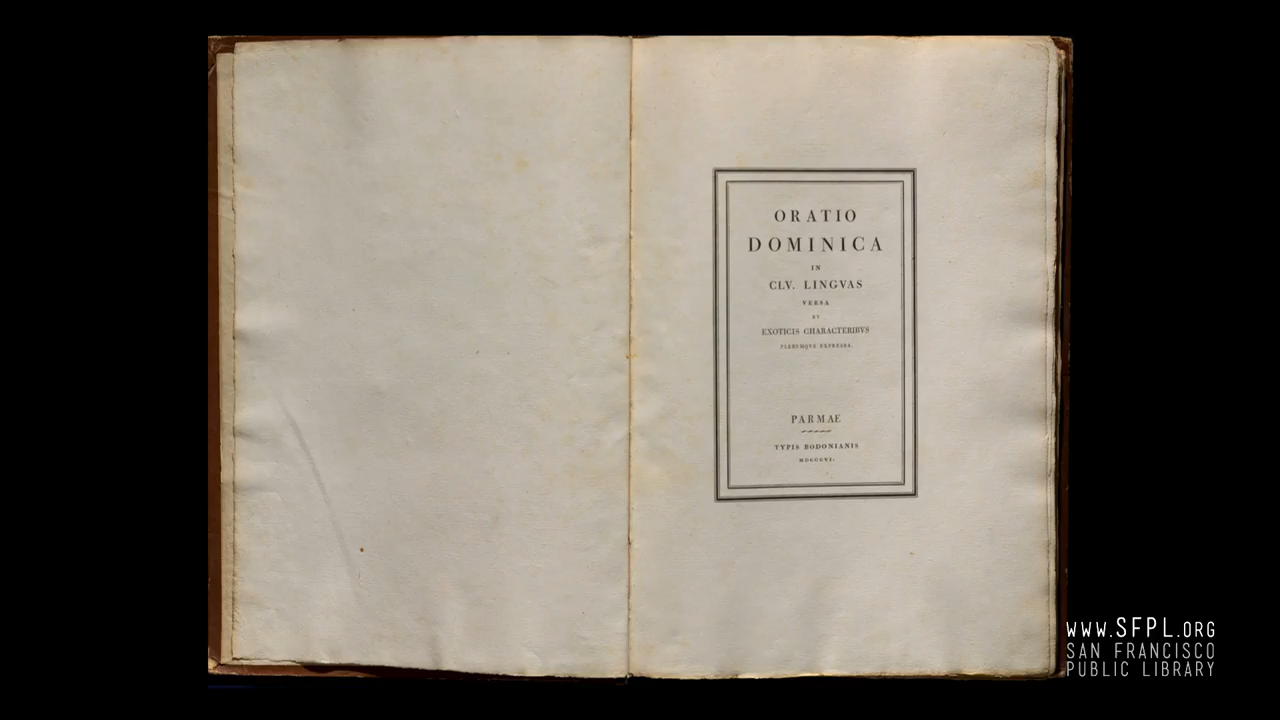 ORATIO
DOMINICA
IN
CLV. LINGVAS
VERSA
ET
EXOTICIS CHARACTERIBVS
PLERVMQVE EXPRESSA.
PARMAE
TYPIS BODONIANIS
MDCCCVI.
www.SFPL.ORG
SAN FRANCISCO
PUBLIC LIBRARY